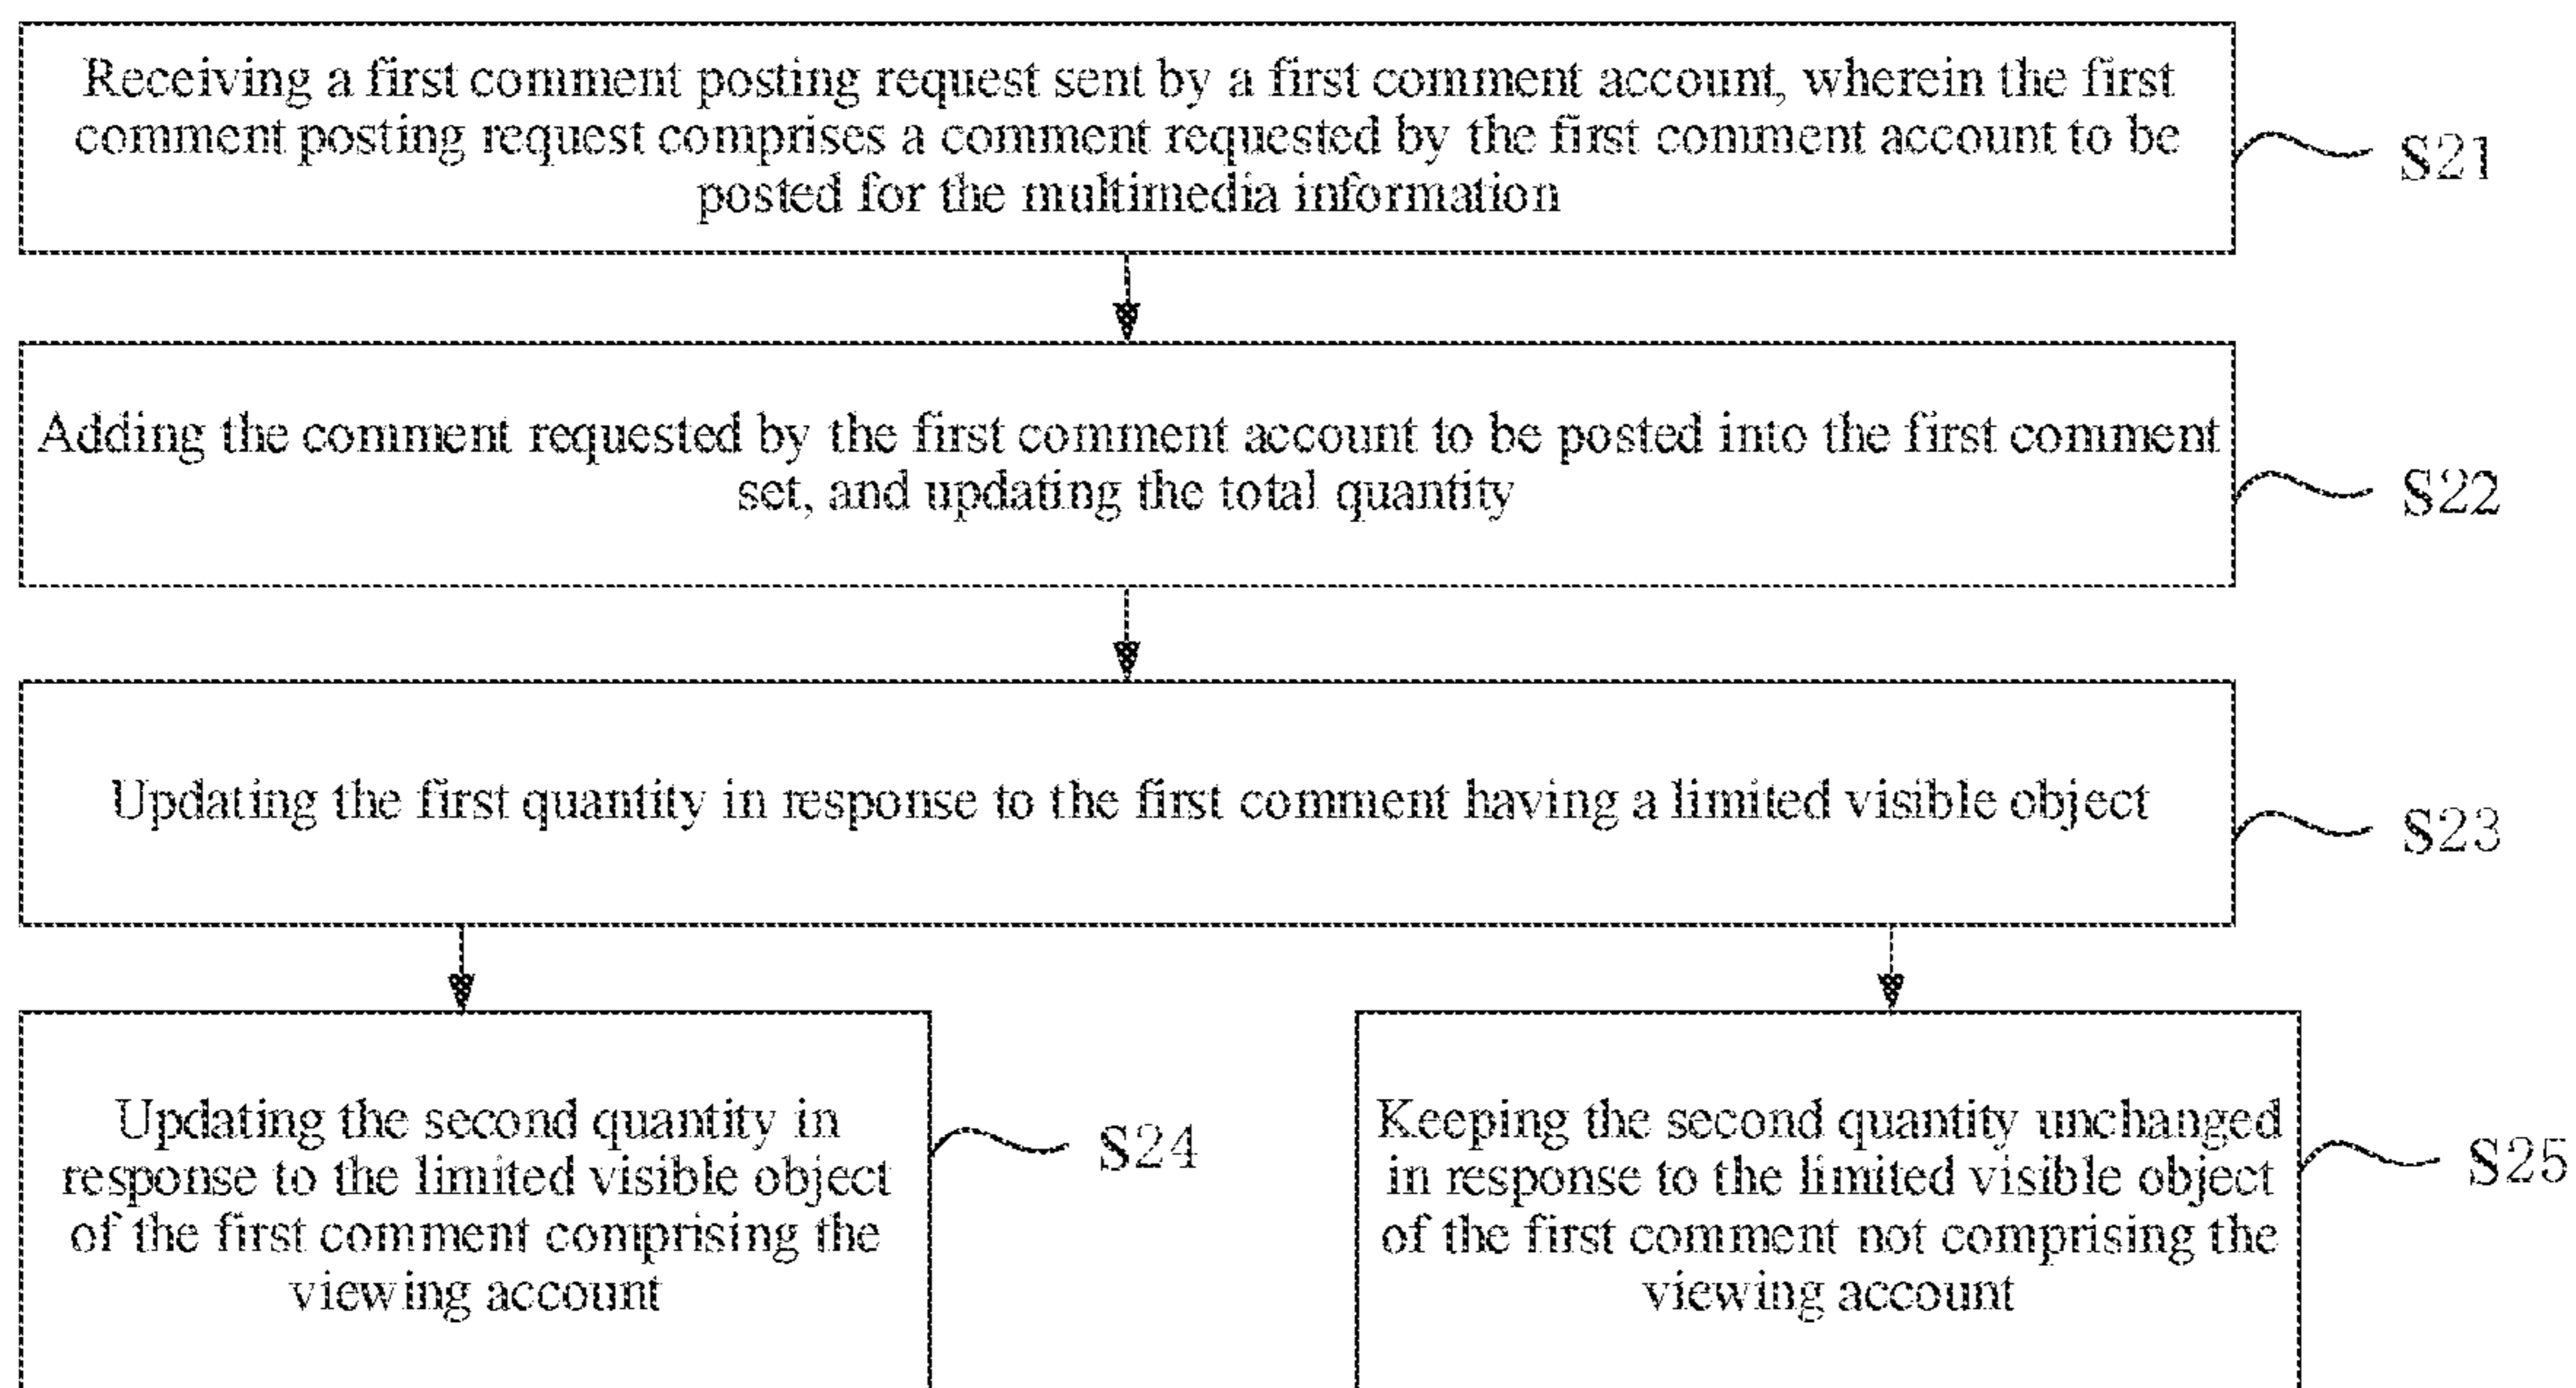 Receiving a first comment posting request sent by a first comment account, wherein the first
comment posting request comprises a comment requested by the first comment account to be
posted for the multimedia information
S21
Adding the comment requested by the first comment account to be posted into the first comment
set, and updating the total quantity
S22
Updating the first quantity in response to the first comment having a limited visible object
S23
Updating the second quantity in
response to the limited visible object
of the first comment comprising the
viewing account
S24
Keeping the second quantity unchanged
in response to the limited visible object
of the first comment not comprising the
viewing account
S25